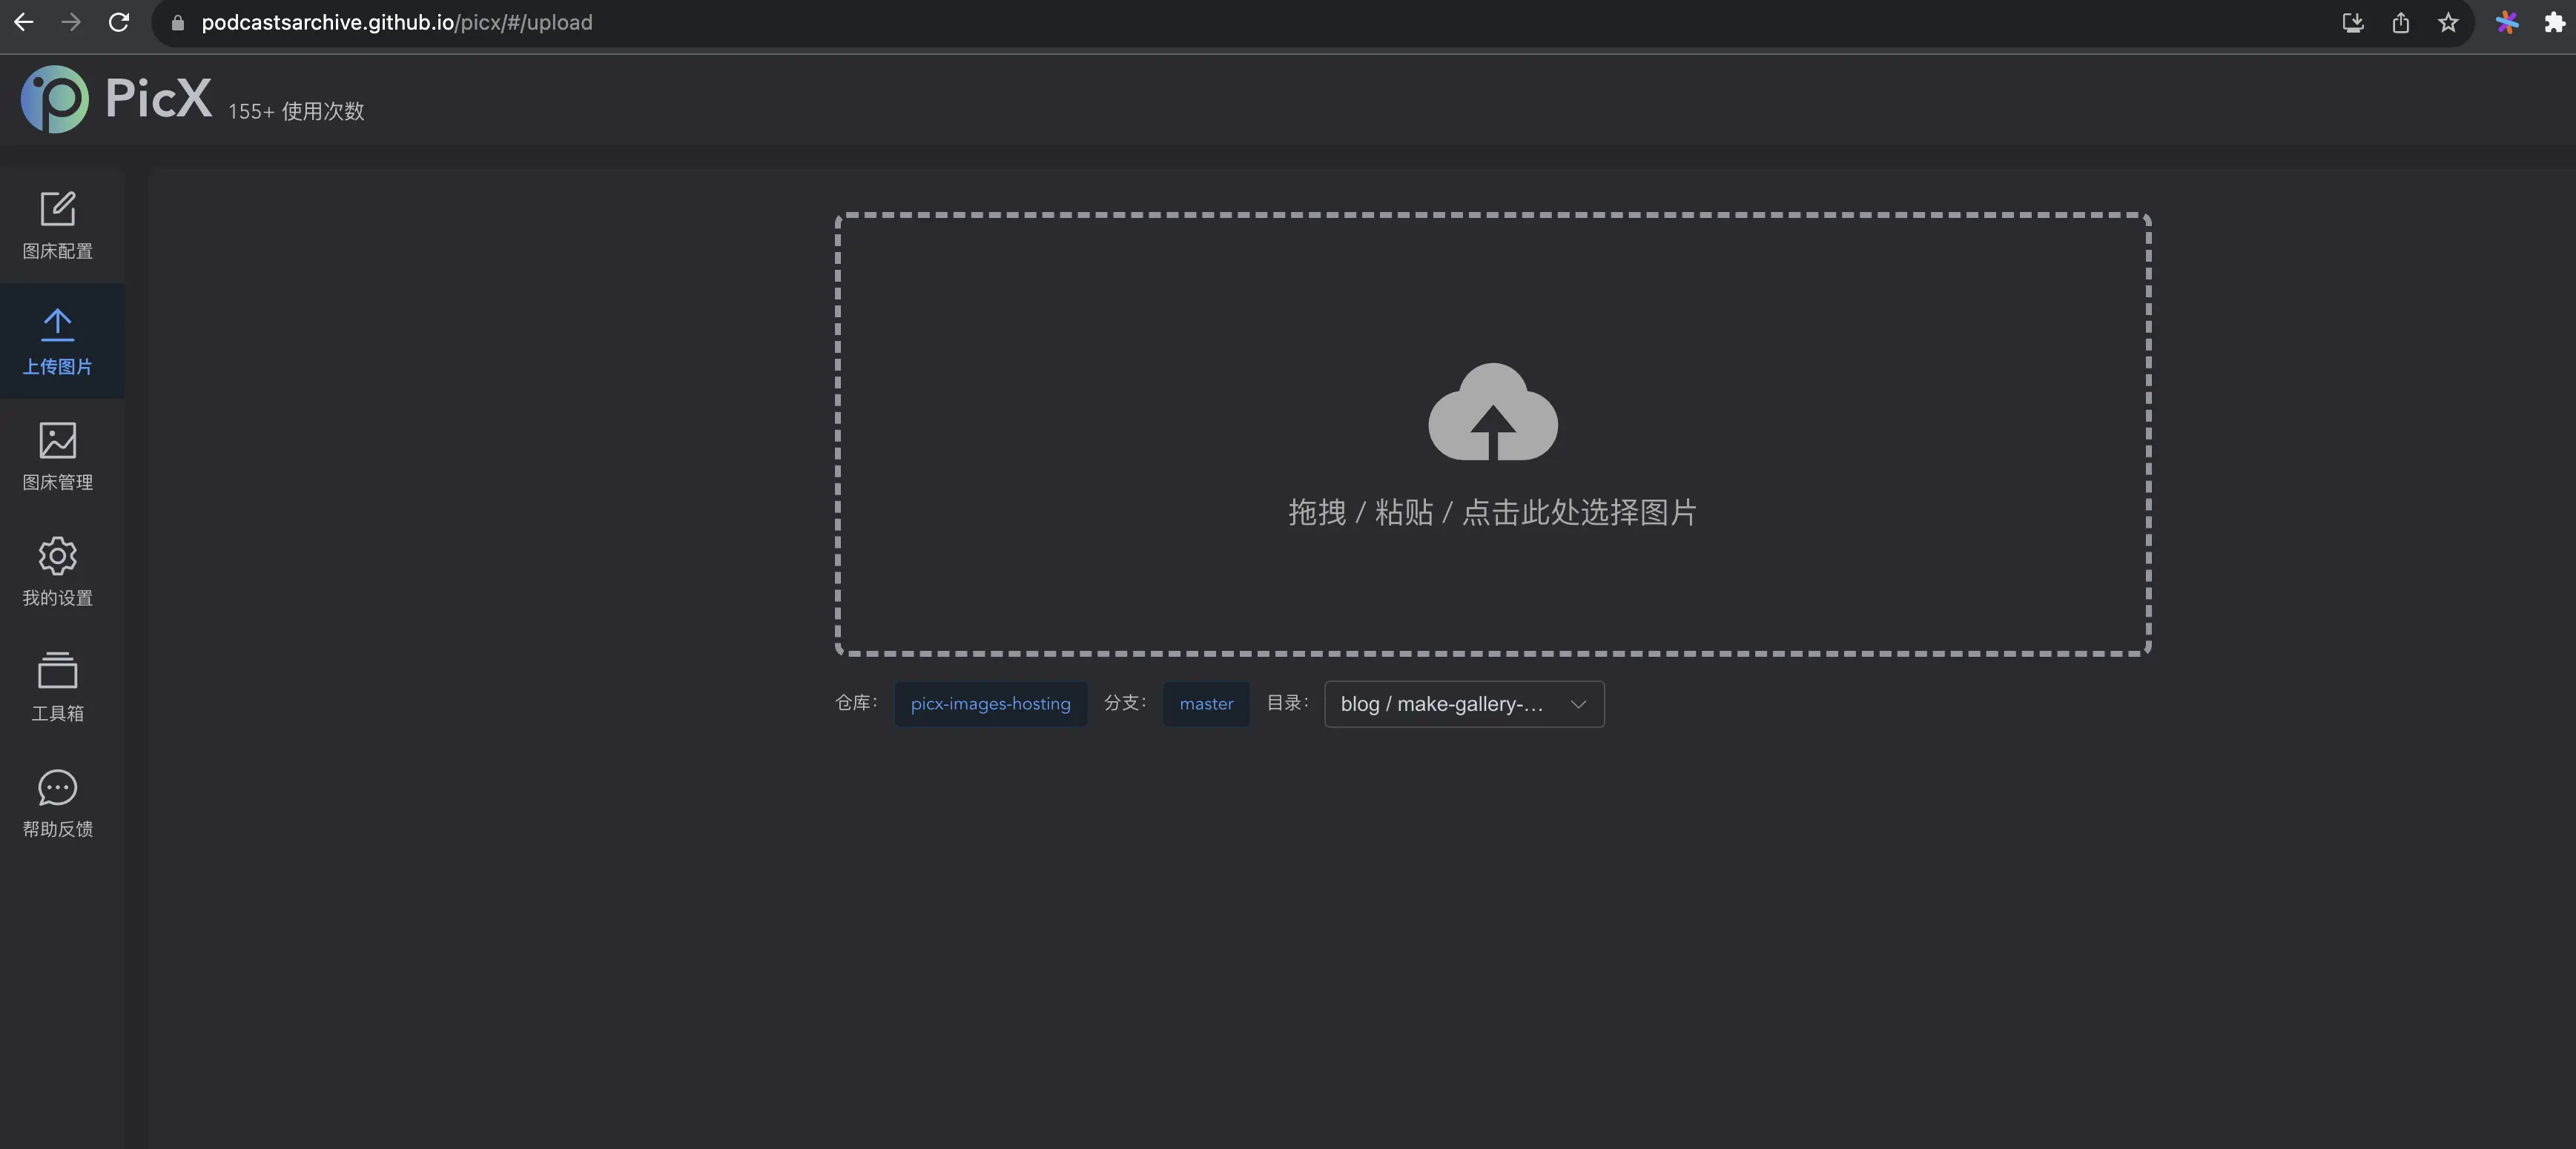 podcastsarchive.github.io/picx/#/upload
PicX 155+ 使用次数
图床配置
上传图片
图床管理
我的设置
工具箱
帮助反馈
拖拽 / 粘贴 / 点击此处选择图片
仓库： picx-images-hosting 分支： master 目录： blog / make-gallery-...